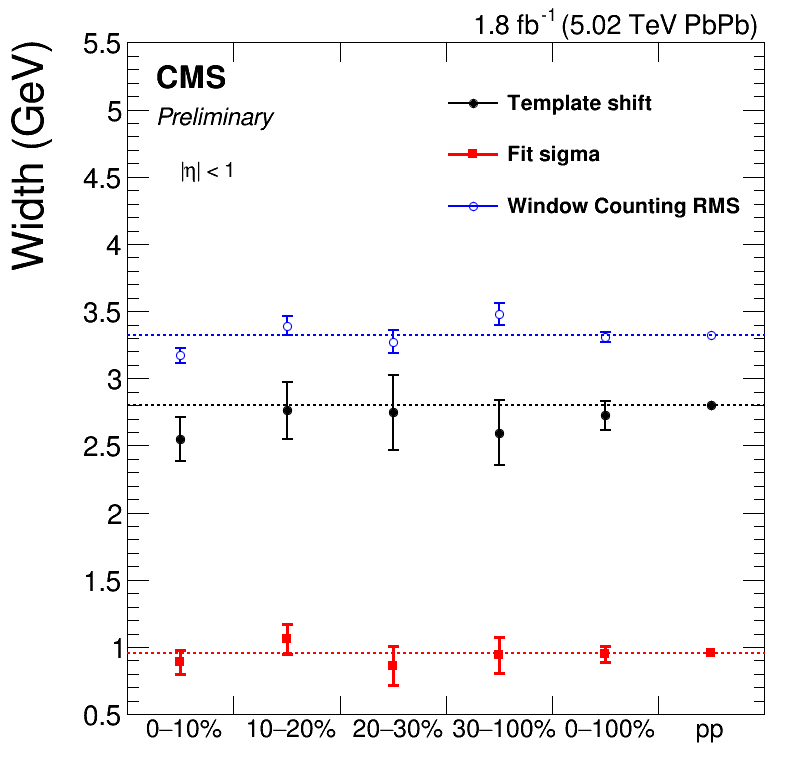 1.8 fb⁻¹ (5.02 TeV PbPb)
Width (GeV)
CMS
Preliminary
|η| < 1
Template shift
Fit sigma
Window Counting RMS
5.5
5
4.5
4
3.5
3
2.5
2
1.5
1
0.5
0–10% 10–20% 20–30% 30–100% 0–100% pp